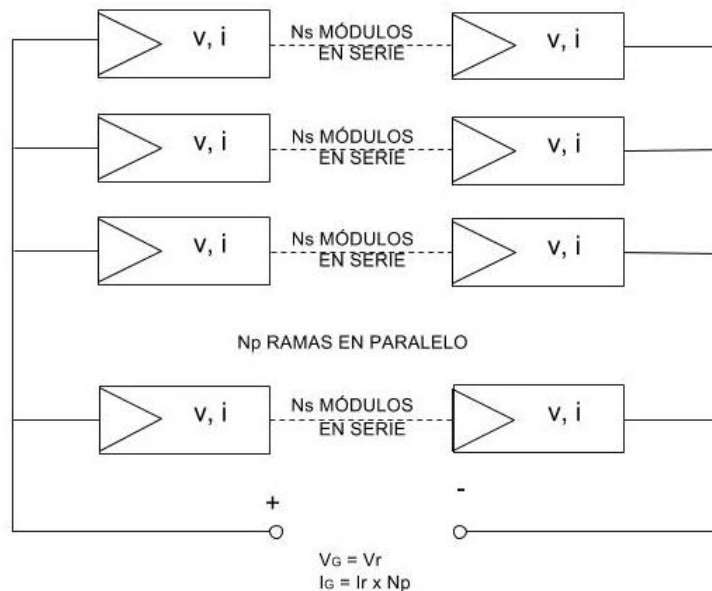 v, i
Ns MÓDULOS
EN SERIE
v, i
v, i
Ns MÓDULOS
EN SERIE
v, i
v, i
Ns MÓDULOS
EN SERIE
v, i
Np RAMAS EN PARALELO
v, i
Ns MÓDULOS
EN SERIE
v, i
+
-
VG = Vr
IG = Ir x Np